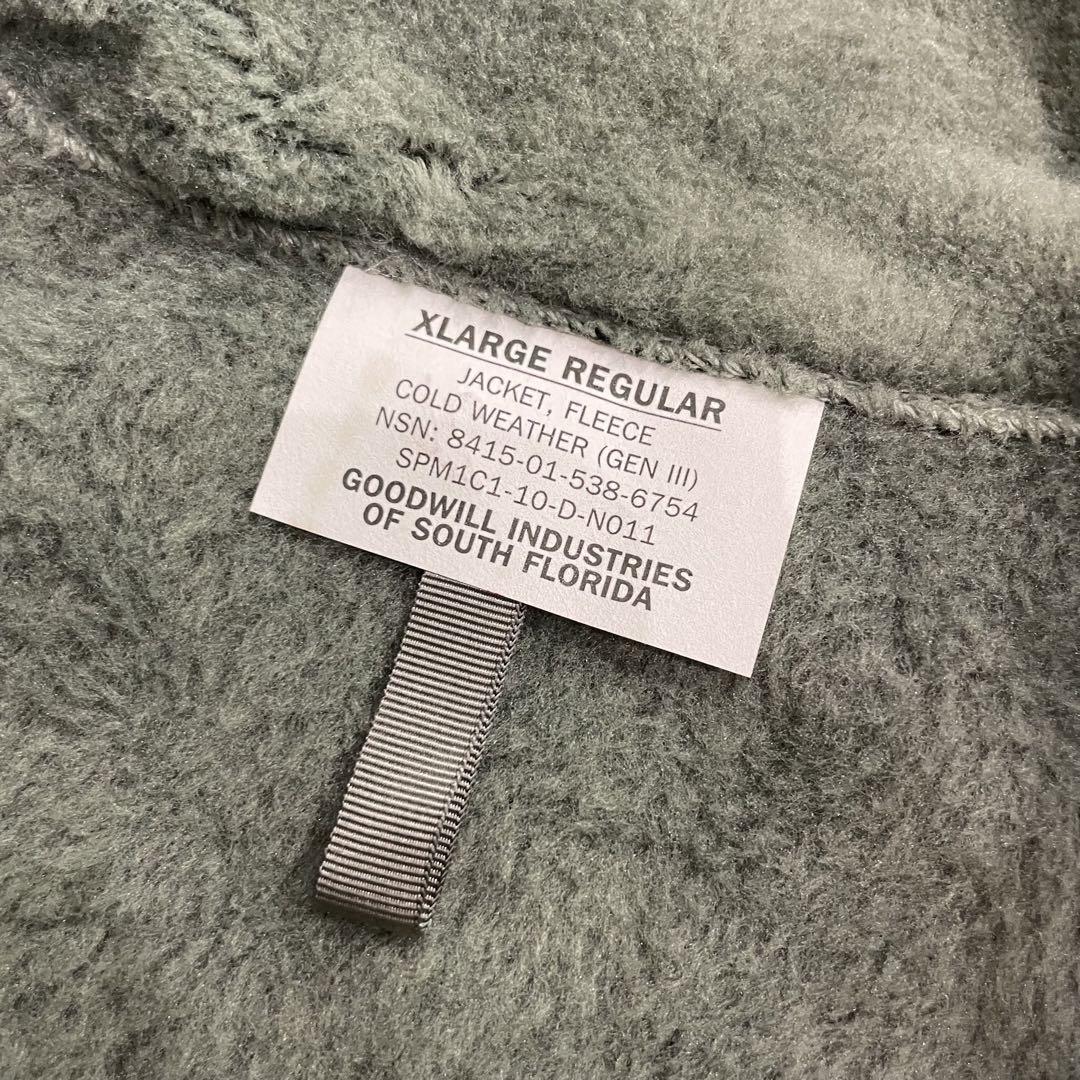 XLARGE REGULAR
JACKET, FLEECE
COLD WEATHER (GEN III)
NSN: 8415-01-538-6754
SPM1C1-10-D-N011
GOODWILL INDUSTRIES
OF SOUTH FLORIDA